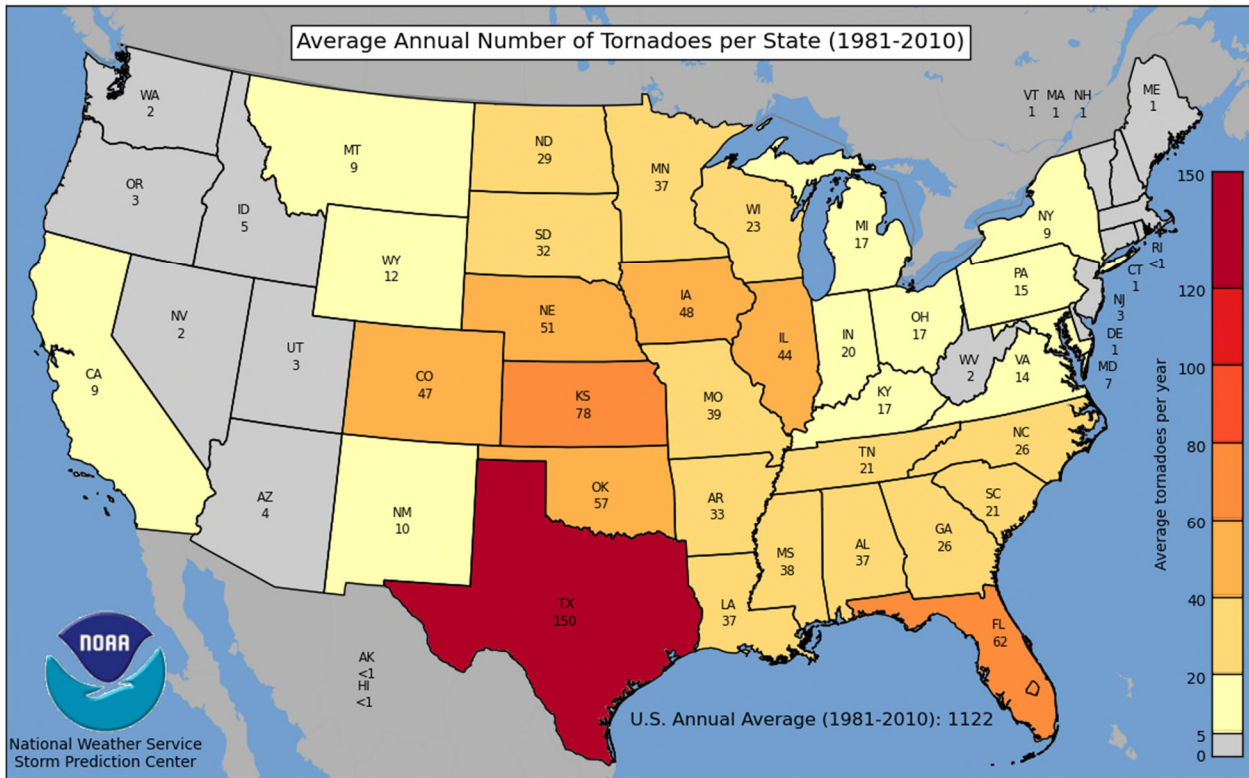 Average Annual Number of Tornadoes per State (1981-2010)
WA
2
OR
3
ID
5
MT
9
WY
12
CA
9
NV
2
UT
3
AZ
4
CO
47
NM
10
ND
29
SD
32
NE
51
KS
78
OK
57
TX
150
MN
37
IA
48
MO
39
AR
33
LA
37
WI
23
IL
44
MI
17
IN
20
OH
17
KY
17
TN
21
MS
38
AL
37
GA
26
FL
62
SC
21
NC
26
VA
14
WV
2
PA
15
NY
9
VT MA NH
1 1 1
ME
1
RI
<1
CT
1
NJ
3
DE
1
MD
7
AK
<1
HI
<1
U.S. Annual Average (1981-2010): 1122
NOAA
National Weather Service
Storm Prediction Center
Average tornadoes per year
150
120
100
80
60
40
20
5
0